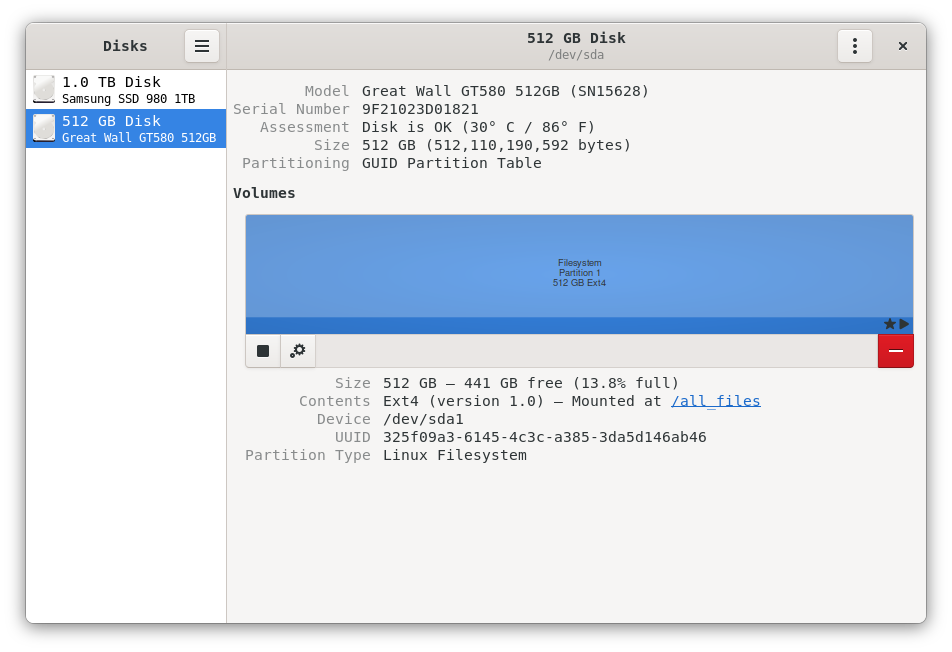 Disks
512 GB Disk
/dev/sda
1.0 TB Disk
Samsung SSD 980 1TB
512 GB Disk
Great Wall GT580 512GB
Model Great Wall GT580 512GB (SN15628)
Serial Number 9F21023D01821
Assessment Disk is OK (30° C / 86° F)
Size 512 GB (512,110,190,592 bytes)
Partitioning GUID Partition Table
Volumes
Filesystem
Partition 1
512 GB Ext4
Size 512 GB — 441 GB free (13.8% full)
Contents Ext4 (version 1.0) — Mounted at /all_files
Device /dev/sda1
UUID 325f09a3-6145-4c3c-a385-3da5d146ab46
Partition Type Linux Filesystem